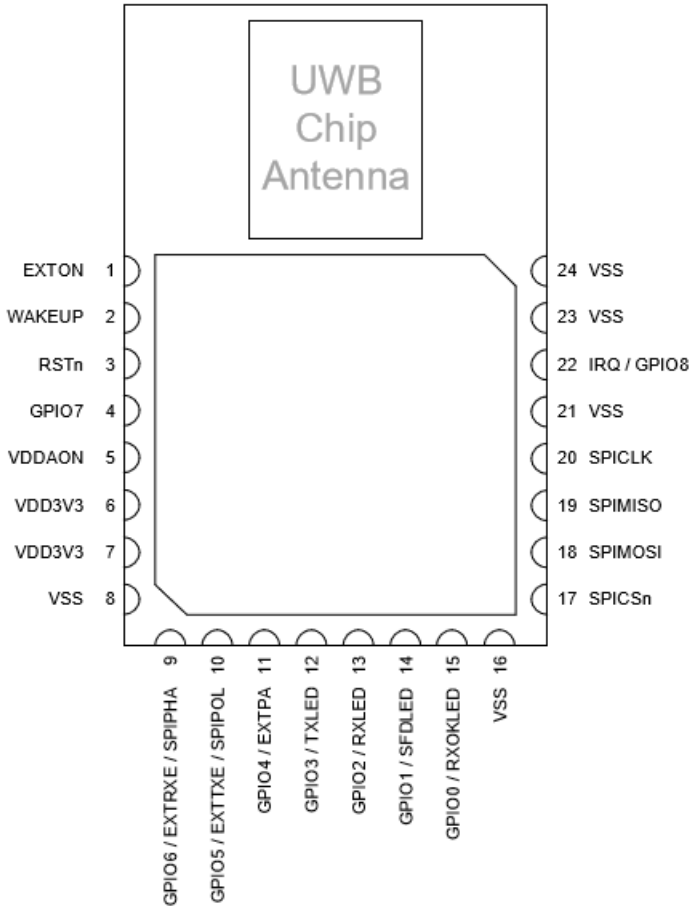 UWB
Chip
Antenna
EXTON 1
WAKEUP 2
RSTn 3
GPIO7 4
VDDAON 5
VDD3V3 6
VDD3V3 7
VSS 8
24 VSS
23 VSS
22 IRQ / GPIO8
21 VSS
20 SPICLK
19 SPIMISO
18 SPIMOSI
17 SPICSn
GPIO6 / EXTRXE / SPIPHA 9
GPIO5 / EXTTXE / SPIPOL 10
GPIO4 / EXTPA 11
GPIO3 / TXLED 12
GPIO2 / RXLED 13
GPIO1 / SFDLED 14
GPIO0 / RXOKLED 15
VSS 16